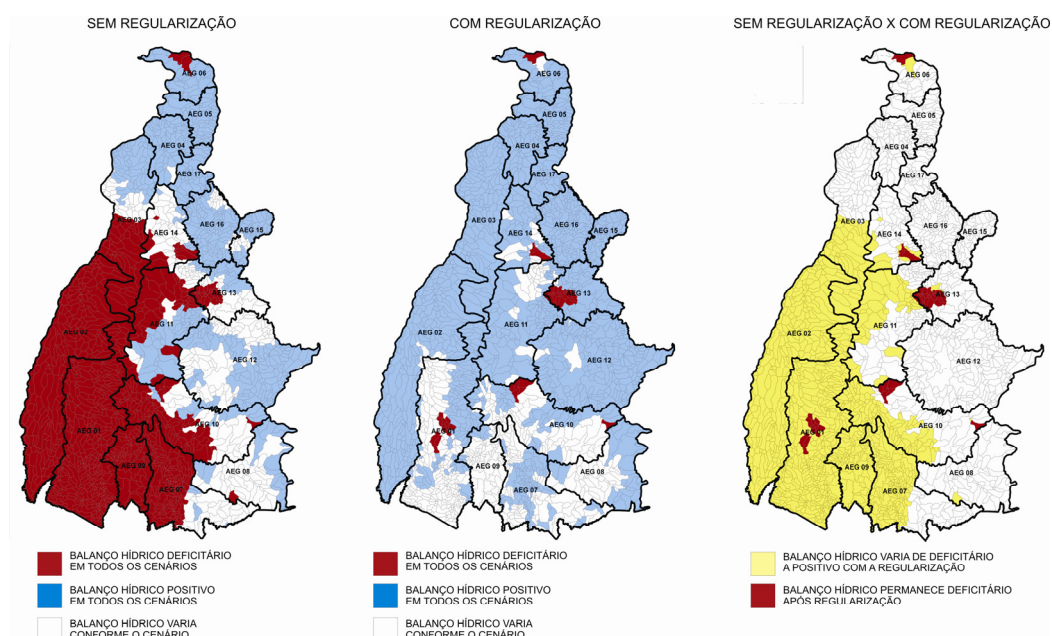 SEM REGULARIZAÇÃO
AEG 06
AEG 05
AEG 04
AEG 17
AEG 16
AEG 15
AEG 03
AEG 14
AEG 13
AEG 11
AEG 02
AEG 12
AEG 10
AEG 01
AEG 09
AEG 08
AEG 07
BALANÇO HÍDRICO DEFICITÁRIO
EM TODOS OS CENÁRIOS
BALANÇO HÍDRICO POSITIVO
EM TODOS OS CENÁRIOS
BALANÇO HÍDRICO VARIA
CONFORME O CENÁRIO
COM REGULARIZAÇÃO
AEG 06
AEG 05
AEG 04
AEG 17
AEG 03
AEG 16
AEG 15
AEG 14
AEG 13
AEG 11
AEG 02
AEG 12
AEG 10
AEG 01
AEG 09
AEG 08
AEG 07
BALANÇO HÍDRICO DEFICITÁRIO
EM TODOS OS CENÁRIOS
BALANÇO HÍDRICO POSITIVO
EM TODOS OS CENÁRIOS
BALANÇO HÍDRICO VARIA
CONFORME O CENÁRIO
SEM REGULARIZAÇÃO X COM REGULARIZAÇÃO
AEG 06
AEG 05
AEG 04
AEG 17
AEG 03
AEG 16
AEG 15
AEG 14
AEG 13
AEG 11
AEG 02
AEG 12
AEG 10
AEG 01
AEG 09
AEG 08
AEG 07
BALANÇO HÍDRICO VARIA DE DEFICITÁRIO
A POSITIVO COM A REGULARIZAÇÃO
BALANÇO HÍDRICO PERMANECE DEFICITÁRIO
APÓS REGULARIZAÇÃO